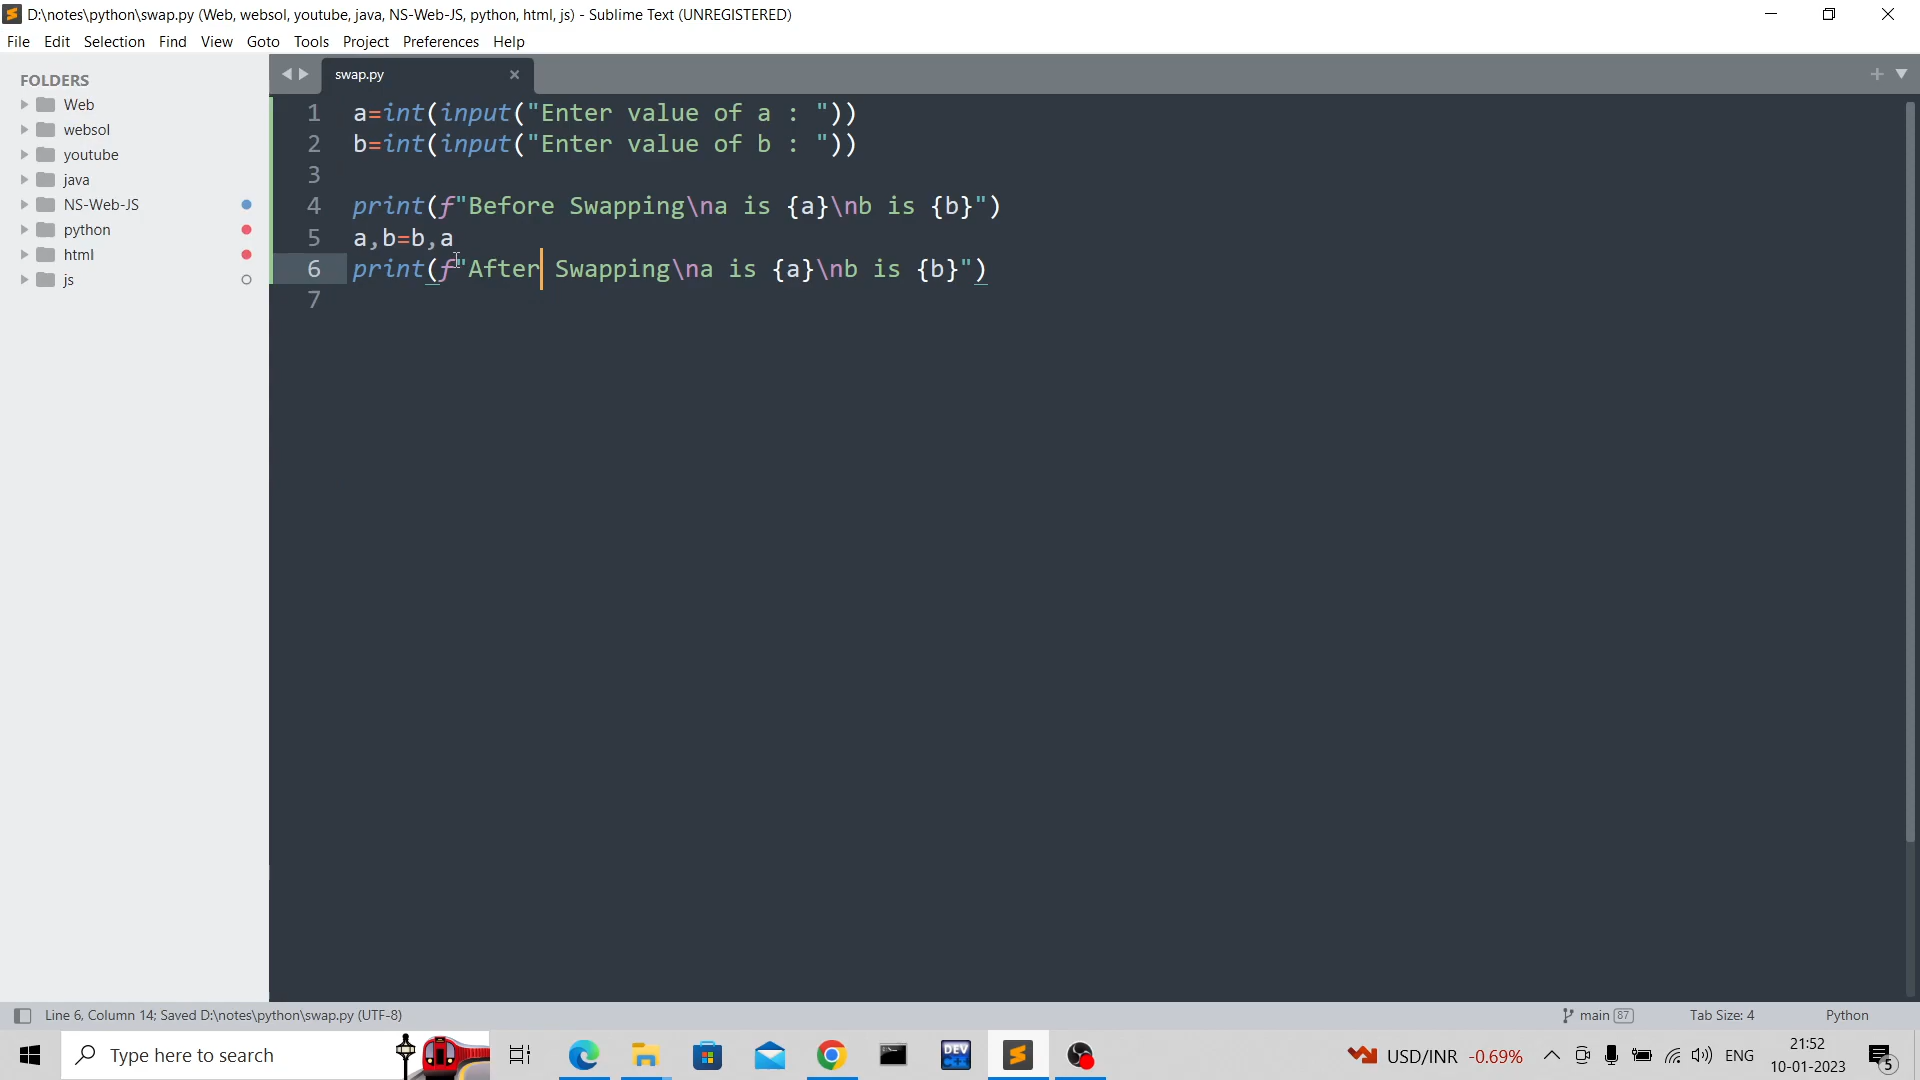 D:\notes\python\swap.py (Web, websol, youtube, java, NS-Web-JS, python, html, js) - Sublime Text (UNREGISTERED)
File Edit Selection Find View Goto Tools Project Preferences Help
FOLDERS
Web
websol
youtube
java
NS-Web-JS
python
html
js
swap.py
1 a=int(input("Enter value of a : "))
2 b=int(input("Enter value of b : "))
3
4 print(f"Before Swapping\na is {a}\nb is {b}")
5 a,b=b,a
6 print(f"After Swapping\na is {a}\nb is {b}")
7
Line 6, Column 14; Saved D:\notes\python\swap.py (UTF-8)
main 87
Tab Size: 4
Python
Type here to search
DEV
USD/INR -0.69%
ENG
21:52
10-01-2023
5